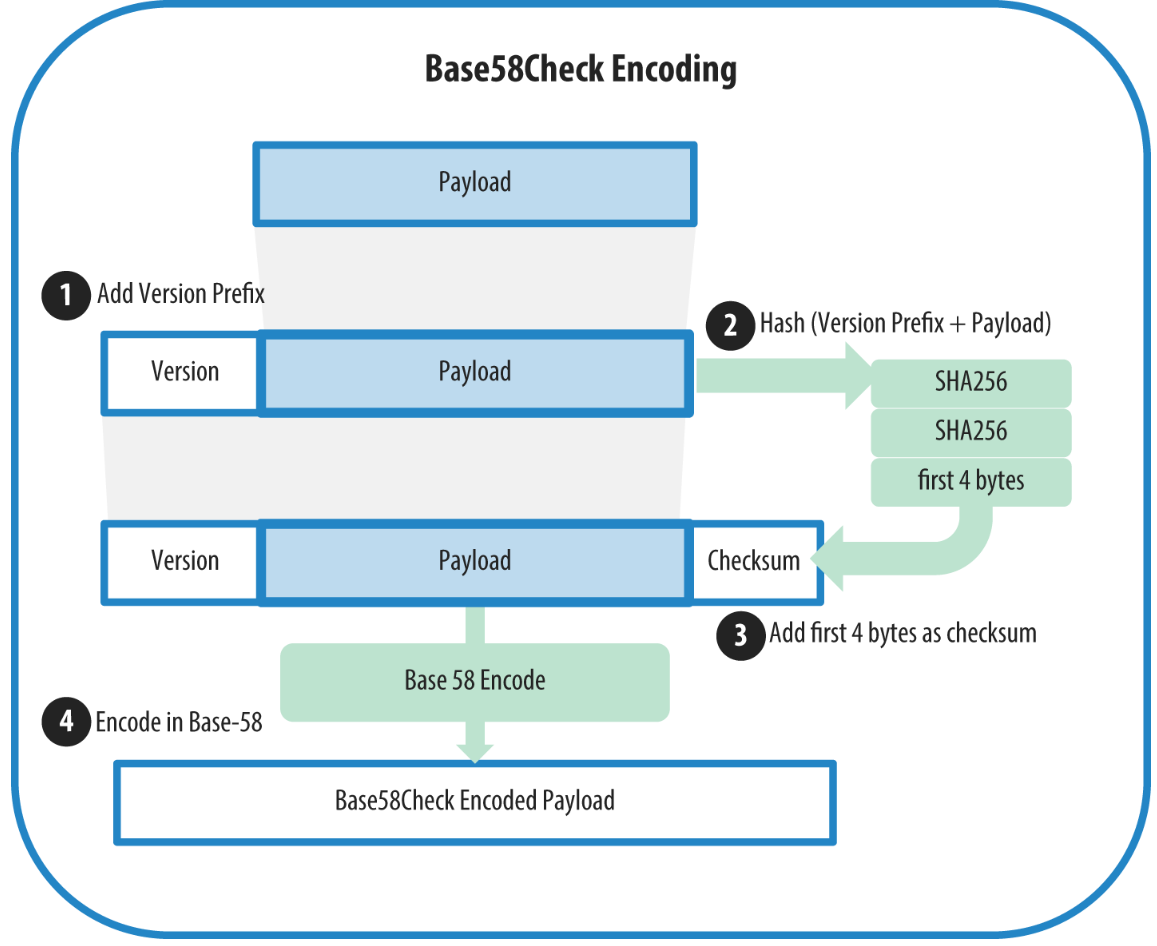 Base58Check Encoding
Payload
1 Add Version Prefix
2 Hash (Version Prefix + Payload)
Version Payload
SHA256
SHA256
first 4 bytes
Version Payload Checksum
3 Add first 4 bytes as checksum
Base 58 Encode
4 Encode in Base-58
Base58Check Encoded Payload